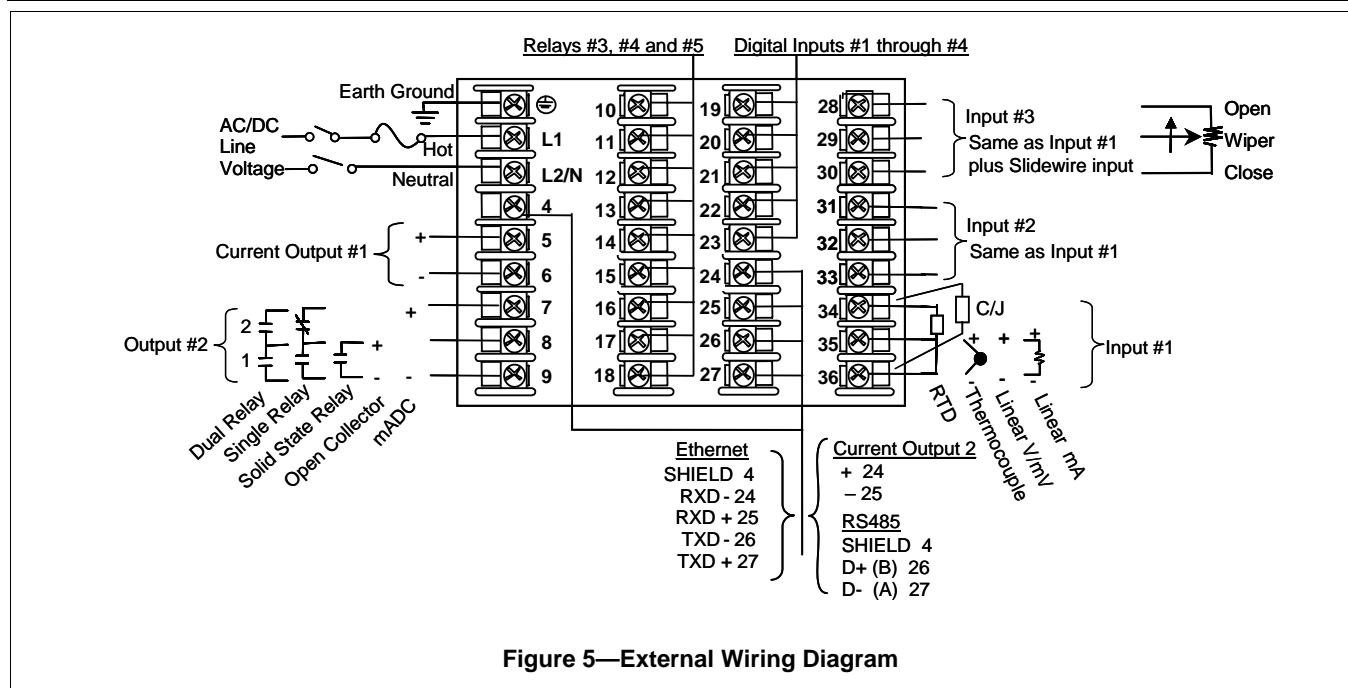 Relays #3, #4 and #5
Digital Inputs #1 through #4
Earth Ground
AC/DC
Line
Voltage
Hot
Neutral
L1
L2/N
4
5
6
7
8
9
10
11
12
13
14
15
16
17
18
19
20
21
22
23
24
25
26
27
28
29
30
31
32
33
34
35
36
Current Output #1
+
-
Output #2
2
1
+
+
-
-
Dual Relay
Single Relay
Solid State Relay
Open Collector
mADC
Input #3
Same as Input #1
plus Slidewire input
Open
Wiper
Close
Input #2
Same as Input #1
C/J
+
+
+
-
-
-
Input #1
RTD
Thermocouple
Linear V/mV
Linear mA
Ethernet
SHIELD 4
RXD - 24
RXD + 25
TXD - 26
TXD + 27
Current Output 2
+ 24
– 25
RS485
SHIELD 4
D+ (B) 26
D- (A) 27
Figure 5—External Wiring Diagram